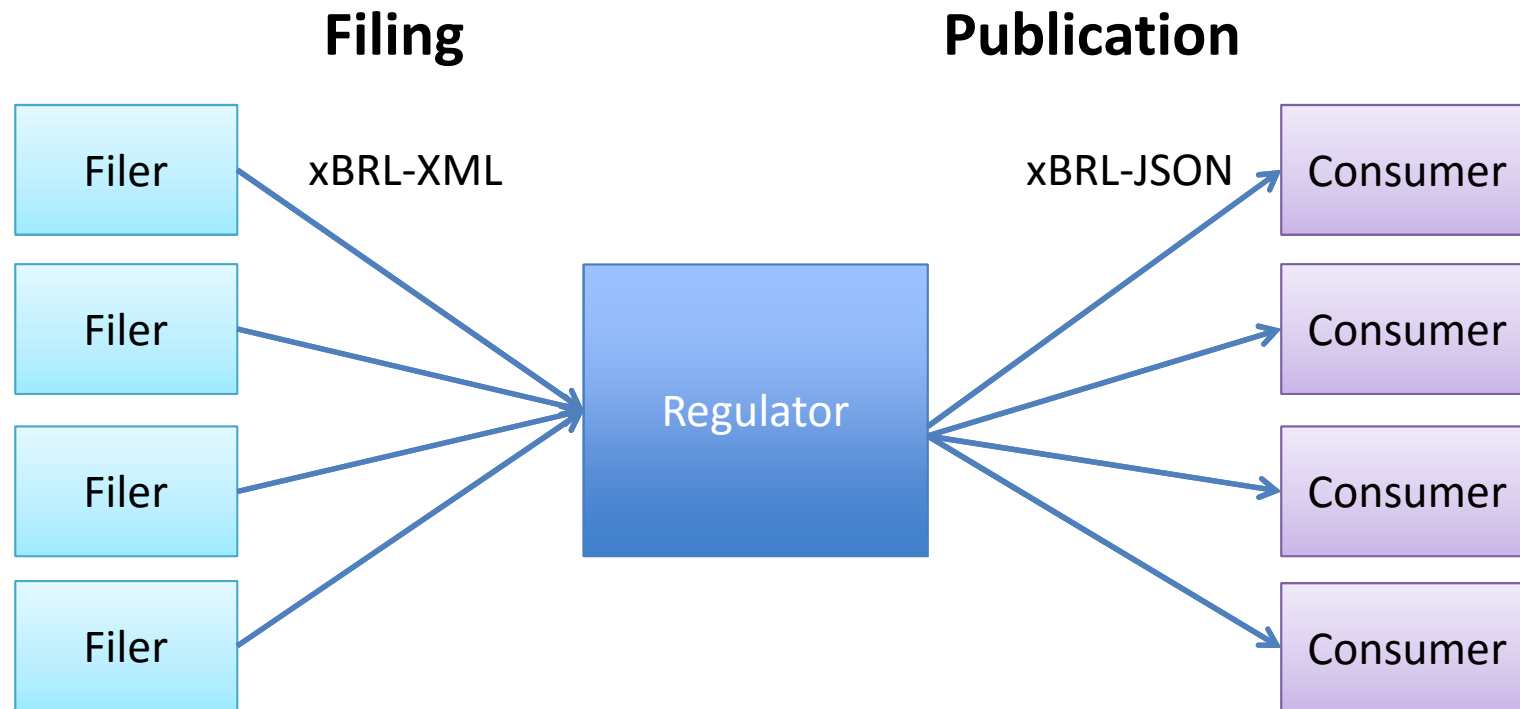 Filing
Publication
Filer
xBRL-XML
xBRL-JSON
Consumer
Filer
Consumer
Regulator
Filer
Consumer
Filer
Consumer